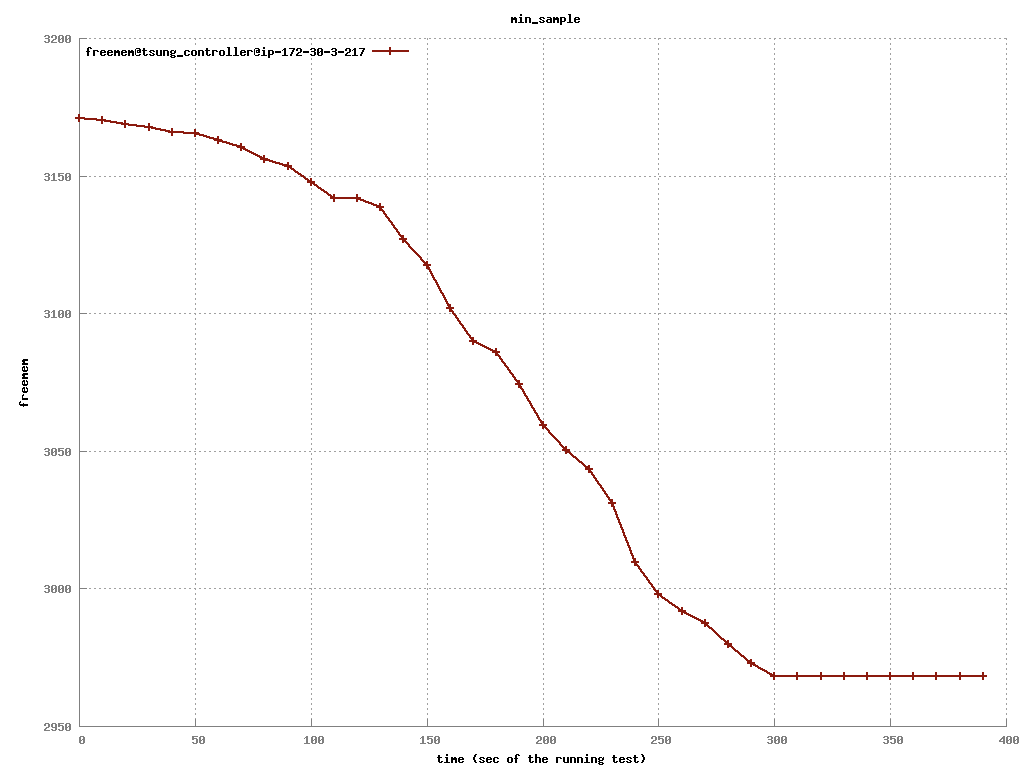 min_sample
3200
freemem@tsung_controller@ip-172-30-3-217
3150
3100
freemem
3050
3000
2950
0 50 100 150 200 250 300 350 400
time (sec of the running test)